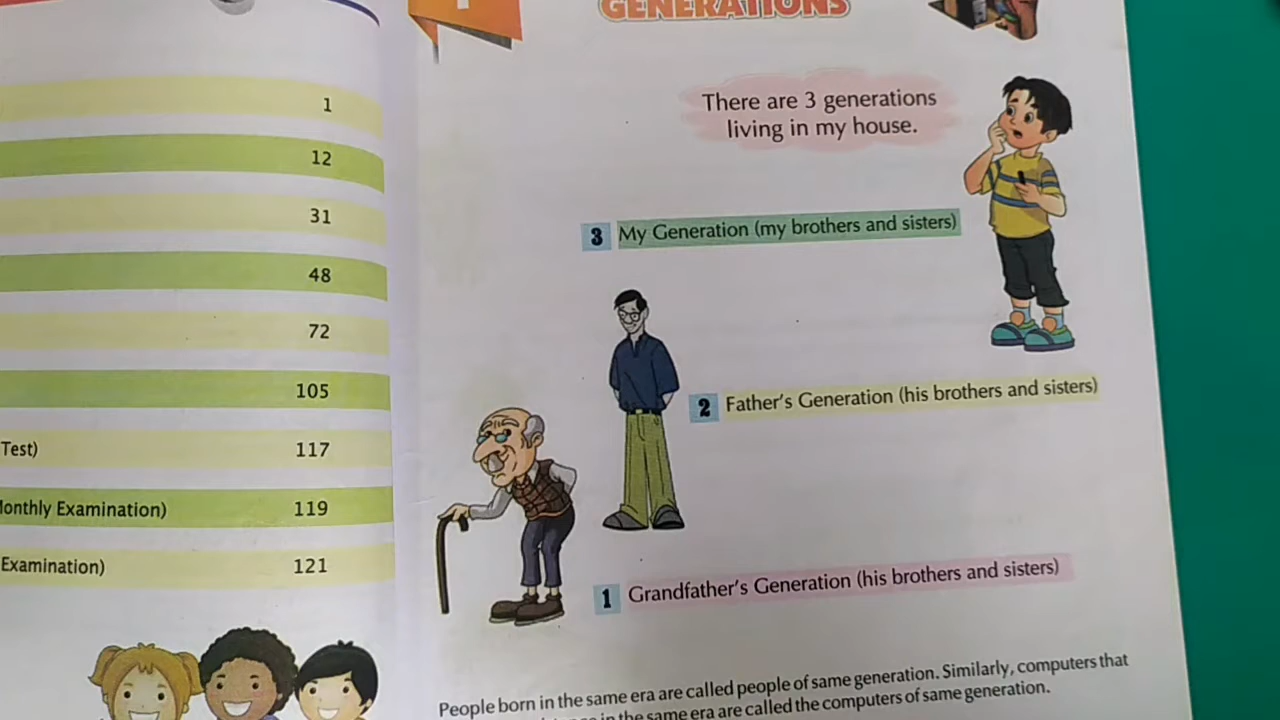 1
12
31
48
72
105
Test)
117
Monthly Examination)
119
Examination)
121
GENERATIONS
There are 3 generations
living in my house.
3 My Generation (my brothers and sisters)
2 Father's Generation (his brothers and sisters)
1 Grandfather's Generation (his brothers and sisters)
People born in the same era are called people of same generation. Similarly, computers that
in the same era are called the computers of same generation.